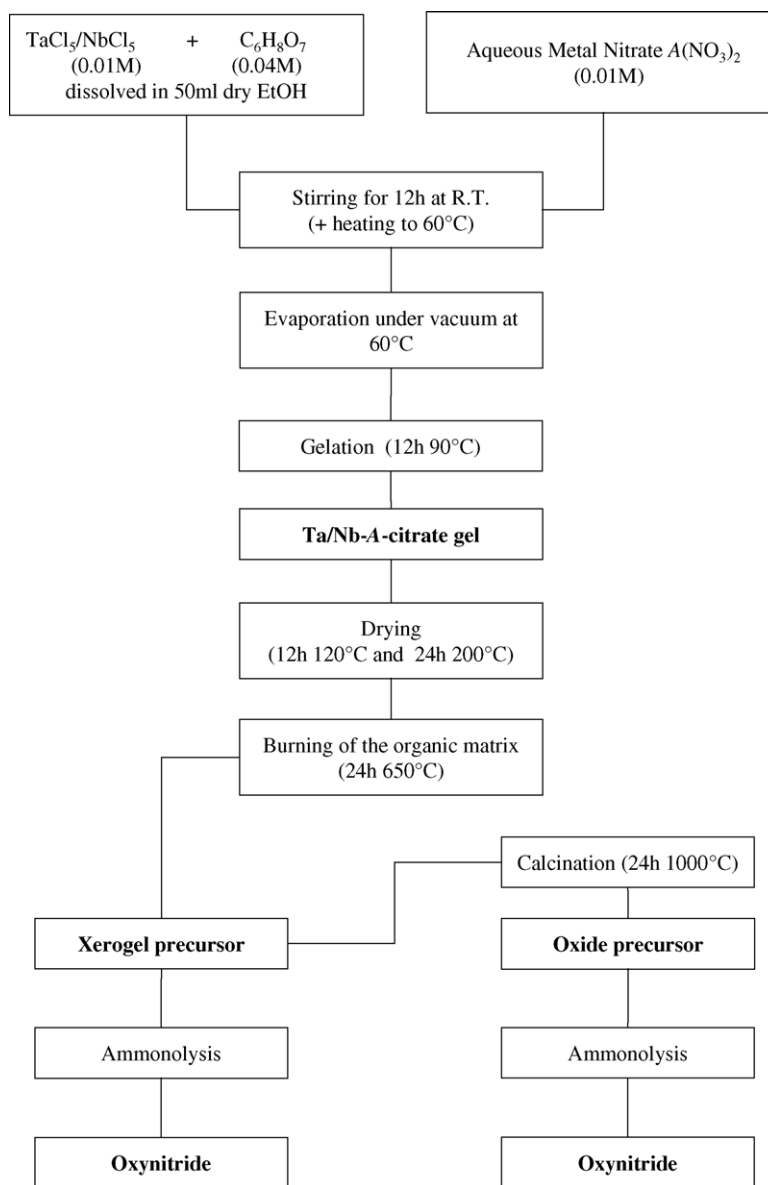 TaCl₅/NbCl₅ + C₆H₈O₇
(0.01M) (0.04M)
dissolved in 50ml dry EtOH
Aqueous Metal Nitrate A(NO₃)₂
(0.01M)
Stirring for 12h at R.T.
(+ heating to 60°C)
Evaporation under vacuum at
60°C
Gelation (12h 90°C)
Ta/Nb-A-citrate gel
Drying
(12h 120°C and 24h 200°C)
Burning of the organic matrix
(24h 650°C)
Calcination (24h 1000°C)
Xerogel precursor
Oxide precursor
Ammonolysis
Ammonolysis
Oxynitride
Oxynitride